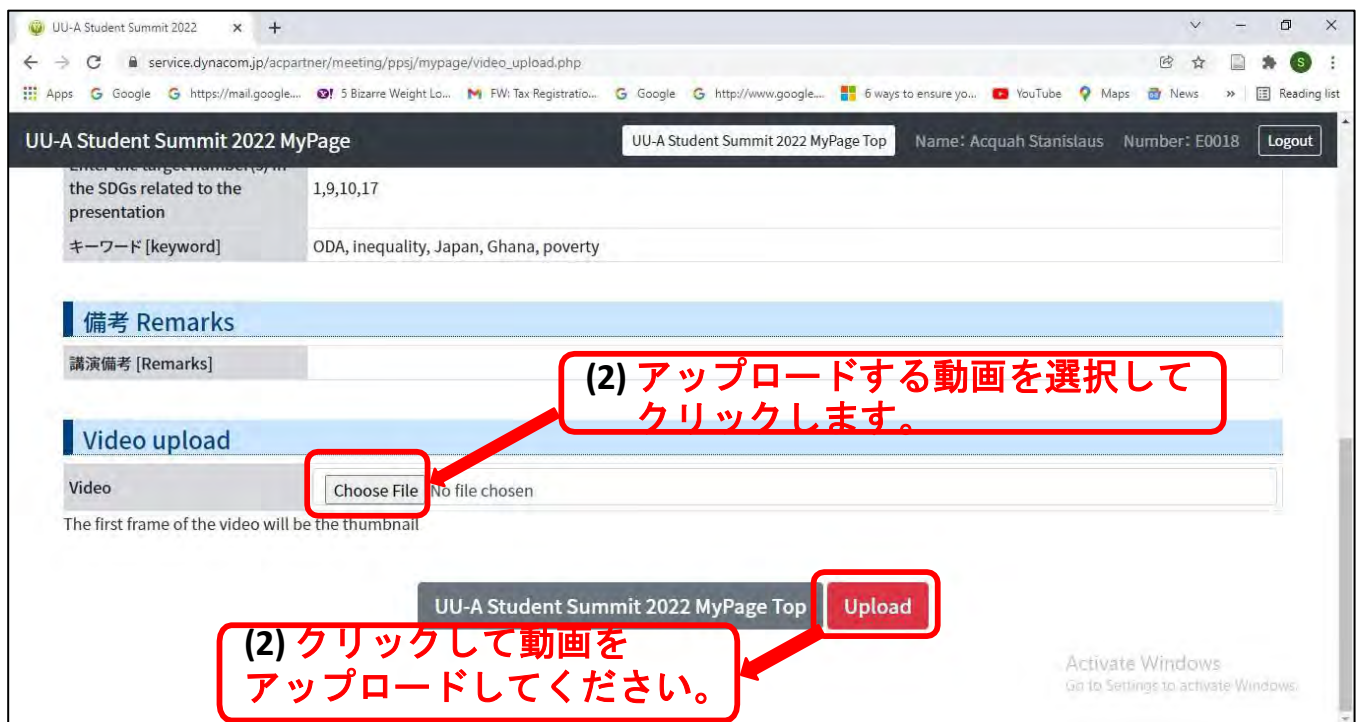 UU-A Student Summit 2022
service.dynacom.jp/acpartner/meeting/ppsj/mypage/video_upload.php
S
Apps Google https://mail.google.... 5 Bizarre Weight Lo... FW: Tax Registratio... Google http://www.google.... 6 ways to ensure yo... YouTube Maps News » Reading list
UU-A Student Summit 2022 MyPage UU-A Student Summit 2022 MyPage Top Name: Acquah Stanislaus Number: E0018 Logout
Enter the target number(s) in
the SDGs related to the 1,9,10,17
presentation
キーワード [keyword] ODA, inequality, Japan, Ghana, poverty
備考 Remarks
講演備考 [Remarks]
(2) アップロードする動画を選択して
クリックします。
Video upload
Video Choose File No file chosen
The first frame of the video will be the thumbnail
UU-A Student Summit 2022 MyPage Top Upload
(2) クリックして動画を
アップロードしてください。
Activate Windows
Go to Settings to activate Windows.